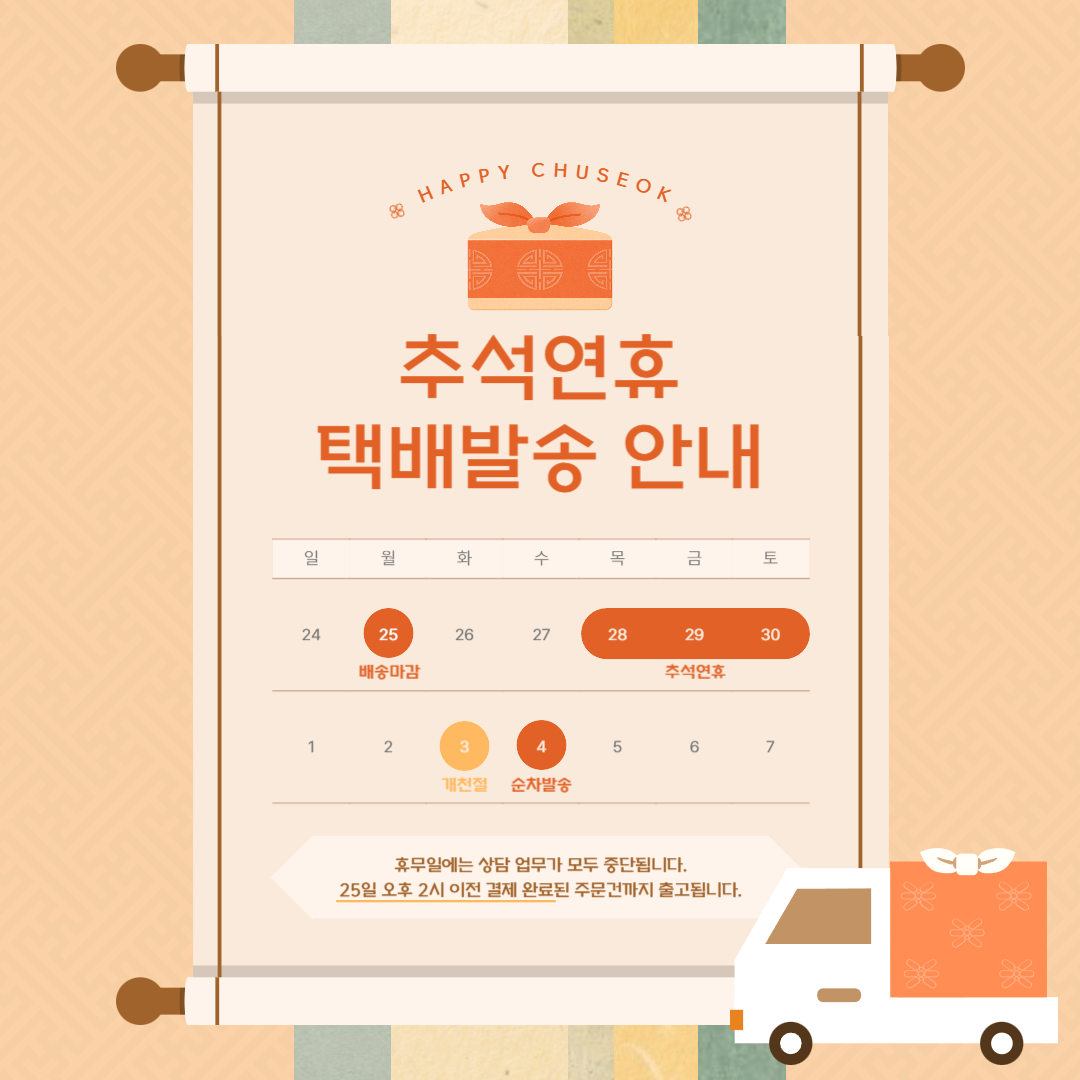 HAPPY CHUSEOK
추석연휴
택배발송 안내
일 월 화 수 목 금 토
24 25 26 27 28 29 30
배송마감 추석연휴
1 2 3 4 5 6 7
개천절 순차발송
휴무일에는 상담 업무가 모두 중단됩니다.
25일 오후 2시 이전 결제 완료된 주문건까지 출고됩니다.